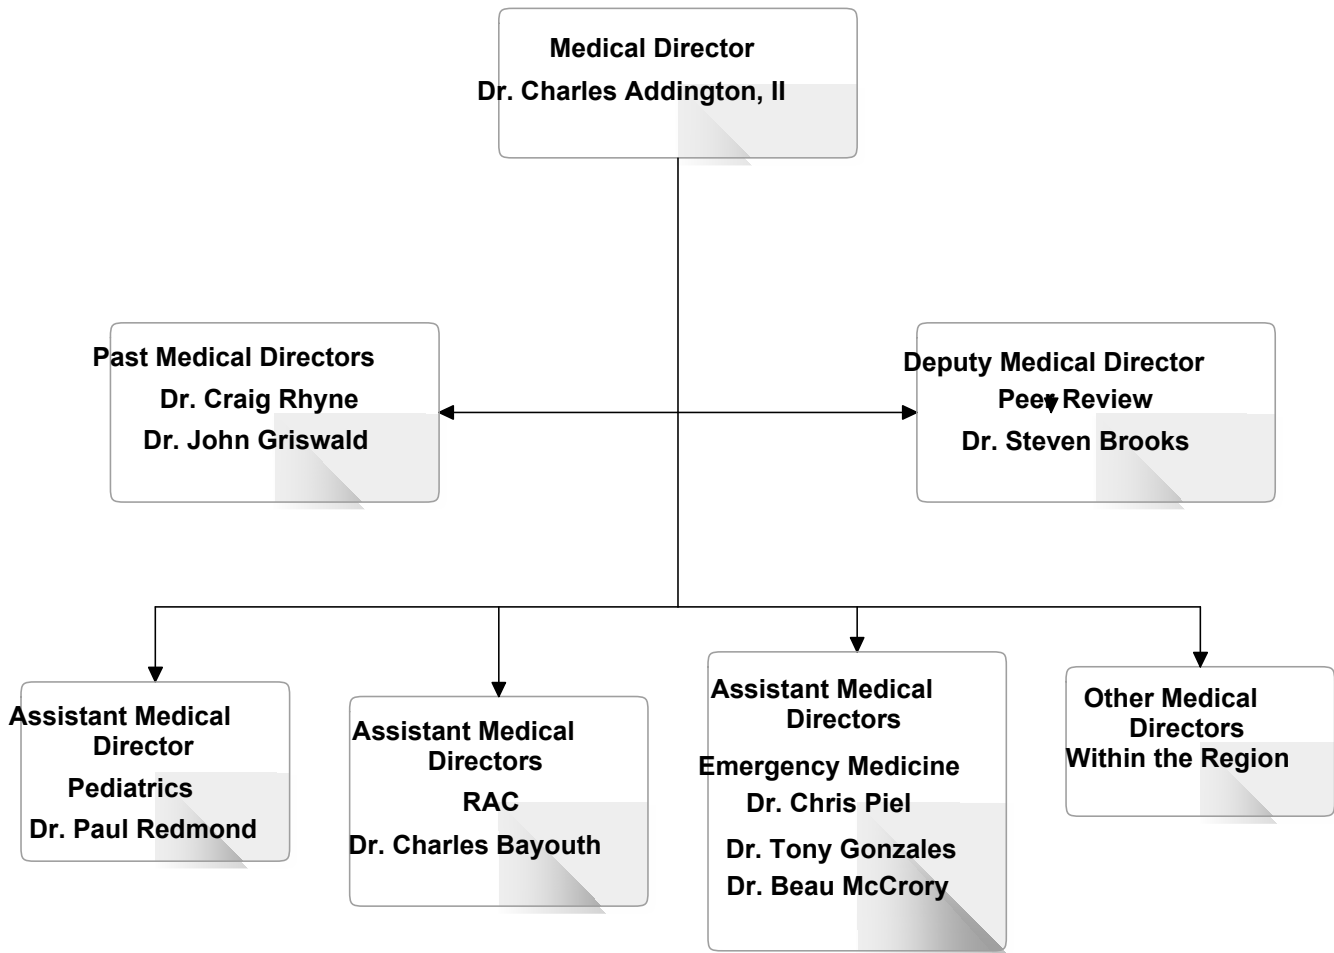 Medical Director
Dr. Charles Addington, II
Past Medical Directors
Dr. Craig Rhyne
Dr. John Griswald
Deputy Medical Director
Peer Review
Dr. Steven Brooks
Assistant Medical
Director
Pediatrics
Dr. Paul Redmond
Assistant Medical
Directors
RAC
Dr. Charles Bayouth
Assistant Medical
Directors
Emergency Medicine
Dr. Chris Piel
Dr. Tony Gonzales
Dr. Beau McCrory
Other Medical
Directors
Within the Region